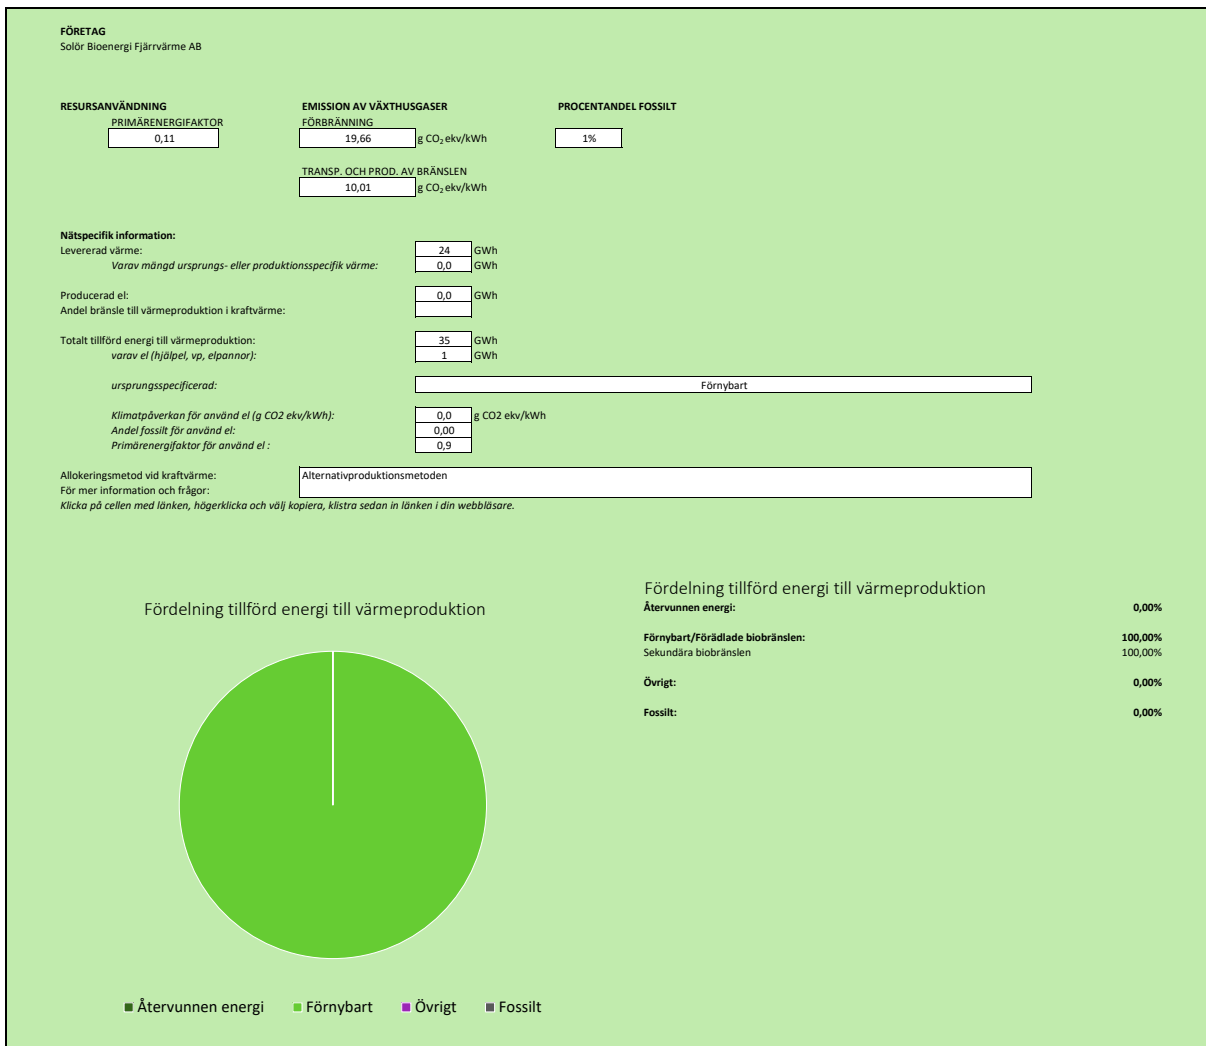 FÖRETAG
Solör Bioenergi Fjärrvärme AB
RESURSANVÄNDNING EMISSION AV VÄXTHUSGASER PROCENTANDEL FOSSILT
PRIMÄRENERGIFAKTOR FÖRBRÄNNING
0,11 19,66 g CO₂ ekv/kWh 1%
TRANSP. OCH PROD. AV BRÄNSLEN
10,01 g CO₂ ekv/kWh
Nätspecifik information:
Levererad värme: 24 GWh
Varav mängd ursprungs- eller produktionsspecifik värme: 0,0 GWh
Producerad el: 0,0 GWh
Andel bränsle till värmeproduktion i kraftvärme:
Totalt tillförd energi till värmeproduktion: 35 GWh
varav el (hjälpel, vp, elpannor): 1 GWh
ursprungsspecificerad: Förnybart
Klimatpåverkan för använd el (g CO2 ekv/kWh): 0,0 g CO2 ekv/kWh
Andel fossilt för använd el: 0,00
Primärenergifaktor för använd el : 0,9
Allokeringsmetod vid kraftvärme: Alternativproduktionsmetoden
För mer information och frågor:
Klicka på cellen med länken, högerklicka och välj kopiera, klistra sedan in länken i din webbläsare.
Fördelning tillförd energi till värmeproduktion
Återvunnen energi Förnybart Övrigt Fossilt
Fördelning tillförd energi till värmeproduktion
Återvunnen energi: 0,00%
Förnybart/Förädlade biobränslen: 100,00%
Sekundära biobränslen 100,00%
Övrigt: 0,00%
Fossilt: 0,00%